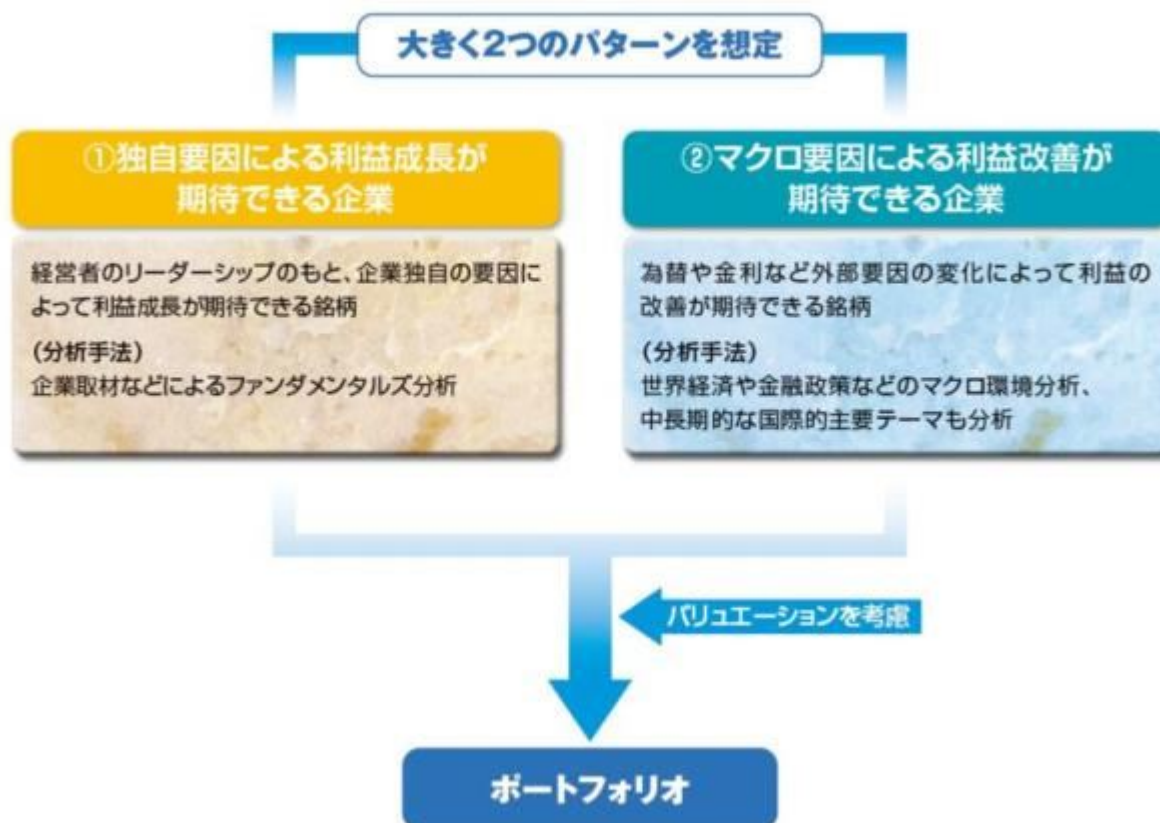 大きく2つのパターンを想定
①独自要因による利益成長が
期待できる企業
経営者のリーダーシップのもと、企業独自の要因に
よって利益成長が期待できる銘柄
(分析手法)
企業取材などによるファンダメンタルズ分析
②マクロ要因による利益改善が
期待できる企業
為替や金利など外部要因の変化によって利益の
改善が期待できる銘柄
(分析手法)
世界経済や金融政策などのマクロ環境分析、
中長期的な国際的主要テーマも分析
バリュエーションを考慮
ポートフォリオ